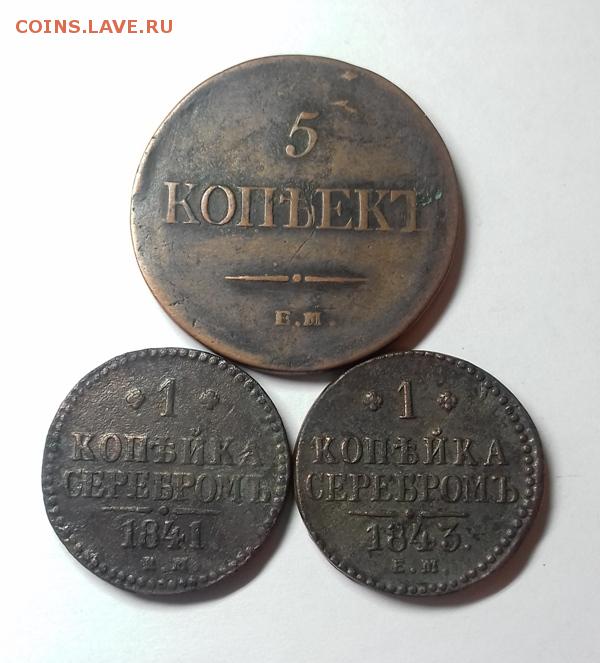 COINS.LAVE.RU
5
КОПѢЕКЪ
Е.М.
1
КОПѢЙКА
СЕРЕБРОМЪ
1841
1
КОПѢЙКА
СЕРЕБРОМЪ
1843.
Е.М